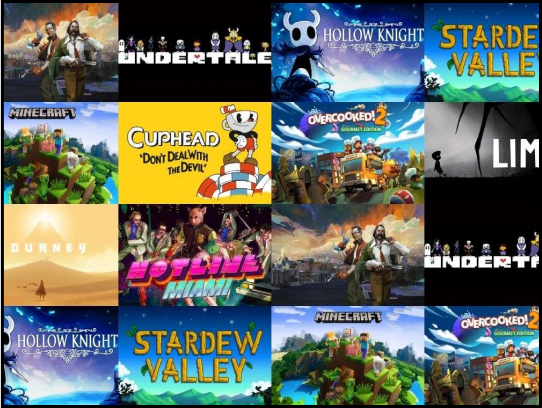 UNDERTALE
HOLLOW KNIGHT
STARDE
VALLE
MINECRAFT
CUPHEAD
"DON'T DEAL WITH
THE DEVIL"
OVERCOOKED! 2
GOURMET EDITION
LIM
OURNEY
HOTLINE
MIAMI
UNDERTA
HOLLOW KNIGHT
STARDEW
VALLEY
MINECRAFT
OVERCOOKED! 2
GOURMET EDITION